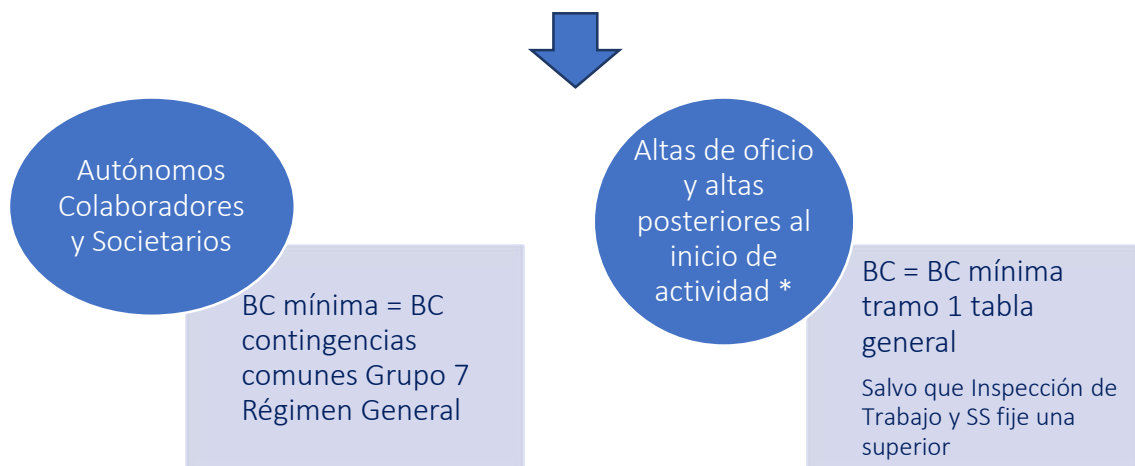 Autónomos
Colaboradores
y Societarios
BC mínima = BC
contingencias
comunes Grupo 7
Régimen General
Altas de oficio
y altas
posteriores al
inicio de
actividad *
BC = BC mínima
tramo 1 tabla
general
Salvo que Inspección de
Trabajo y SS fije una
superior